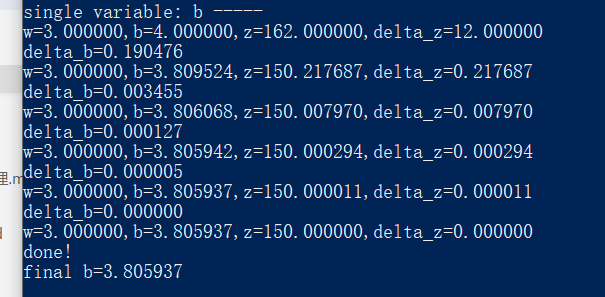 single variable: b -----
w=3.000000,b=4.000000,z=162.000000,delta_z=12.000000
delta_b=0.190476
w=3.000000,b=3.809524,z=150.217687,delta_z=0.217687
delta_b=0.003455
w=3.000000,b=3.806068,z=150.007970,delta_z=0.007970
delta_b=0.000127
w=3.000000,b=3.805942,z=150.000294,delta_z=0.000294
delta_b=0.000005
w=3.000000,b=3.805937,z=150.000011,delta_z=0.000011
delta_b=0.000000
w=3.000000,b=3.805937,z=150.000000,delta_z=0.000000
done!
final b=3.805937
理.m